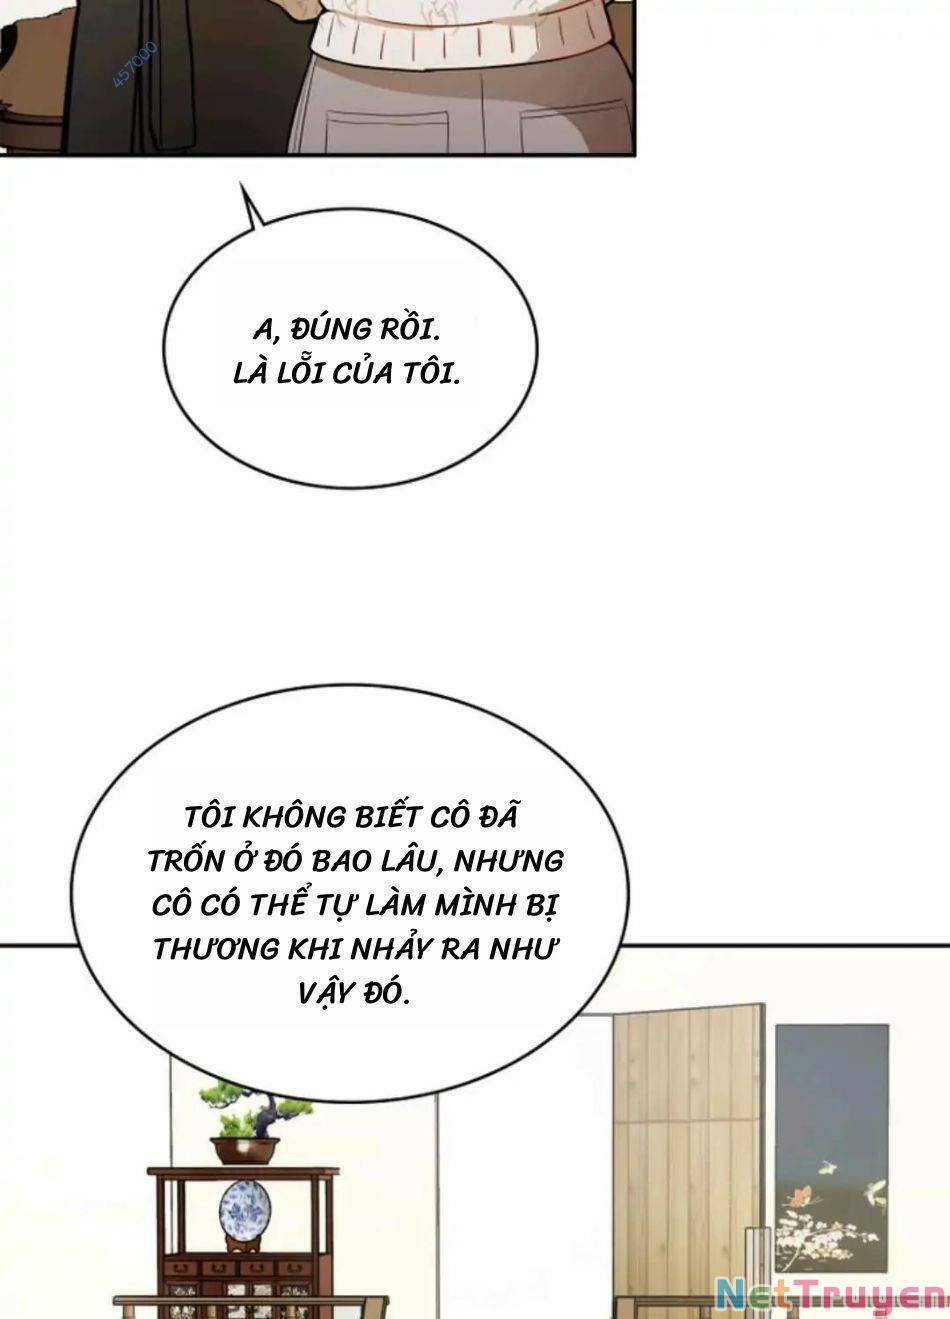 457000
A, ĐÚNG RỒI.
LÀ LỖI CỦA TÔI.
TÔI KHÔNG BIẾT CÔ ĐÃ
TRỐN Ở ĐÓ BAO LÂU, NHƯNG
CÔ CÓ THỂ TỰ LÀM MÌNH BỊ
THƯƠNG KHI NHẢY RA NHƯ
VẬY ĐÓ.
NetTruyen